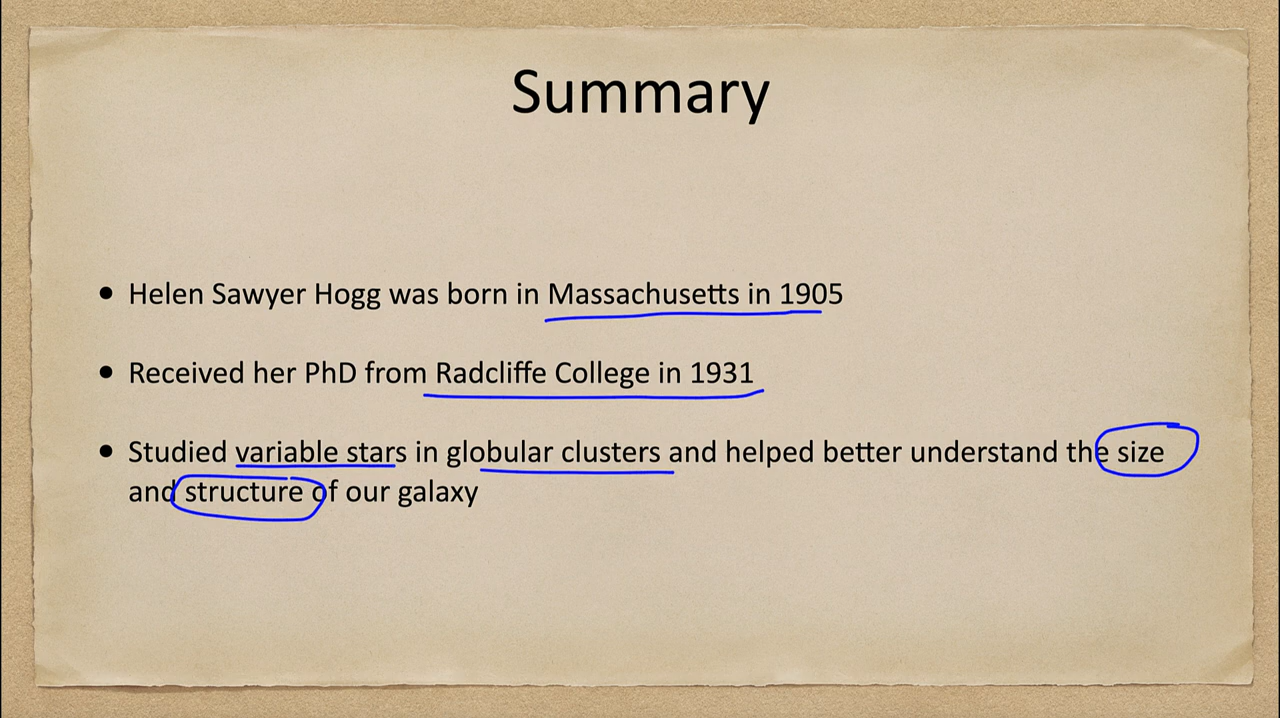 Summary
• Helen Sawyer Hogg was born in Massachusetts in 1905
• Received her PhD from Radcliffe College in 1931
• Studied variable stars in globular clusters and helped better understand the size
and structure of our galaxy